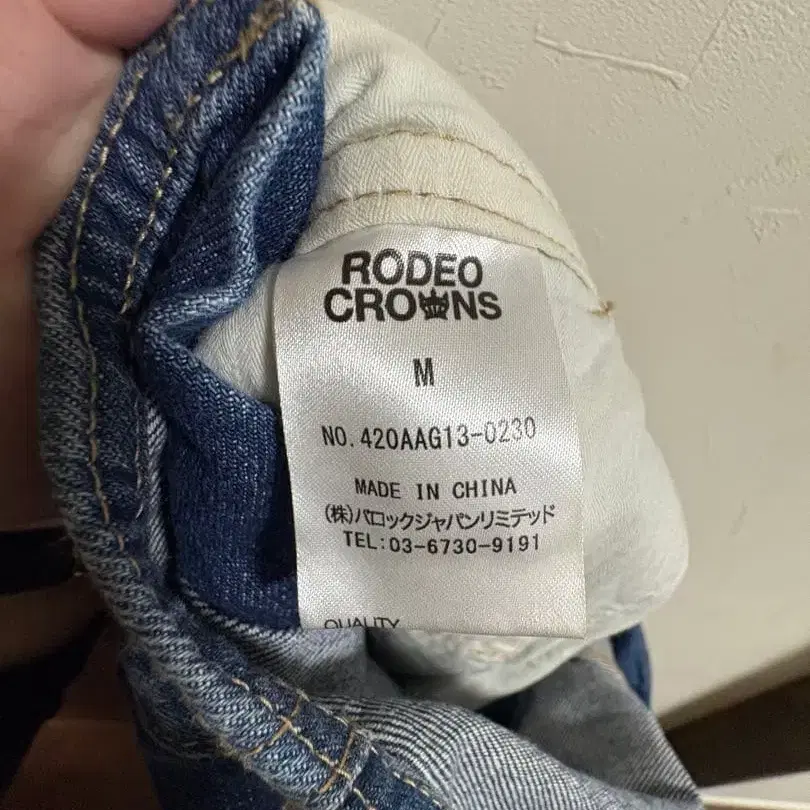 RODEO
CROWNS
M
NO.420AAG13-0230
MADE IN CHINA
(株)バロックジャパンリミテッド
TEL:03-6730-9191
QUALITY